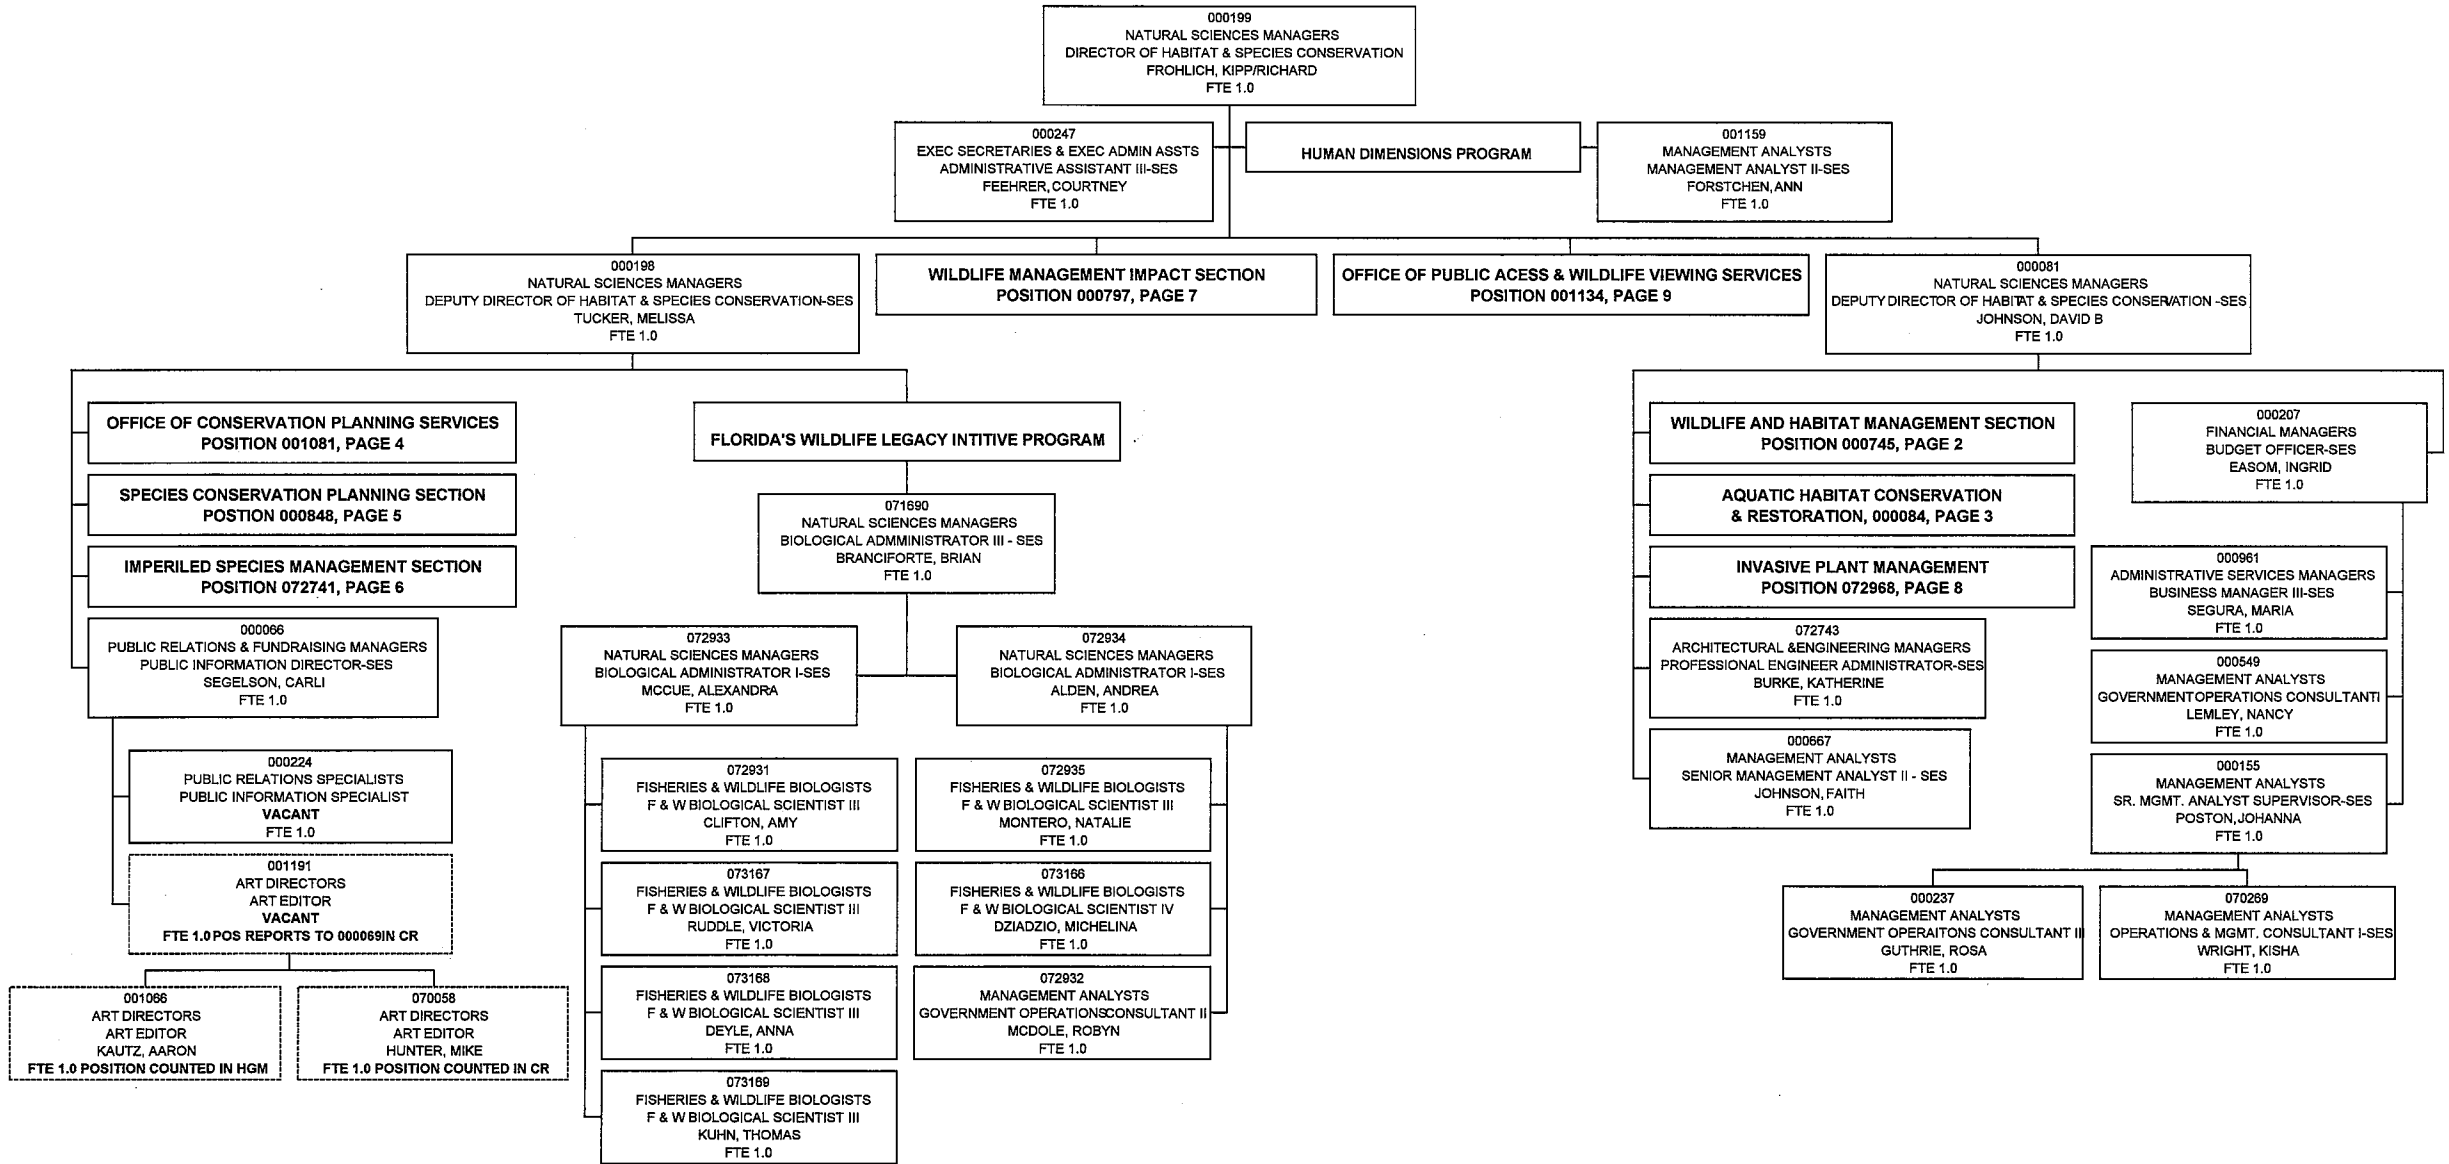 000199
NATURAL SCIENCES MANAGERS
DIRECTOR OF HABITAT & SPECIES CONSERVATION
FROHLICH, KIPP/RICHARD
FTE 1.0
000247
EXEC SECRETARIES & EXEC ADMIN ASSTS
ADMINISTRATIVE ASSISTANT III-SES
FEEHRER, COURTNEY
FTE 1.0
HUMAN DIMENSIONS PROGRAM
001159
MANAGEMENT ANALYSTS
MANAGEMENT ANALYST II-SES
FORSTCHEN, ANN
FTE 1.0
000198
NATURAL SCIENCES MANAGERS
DEPUTY DIRECTOR OF HABITAT & SPECIES CONSERVATION-SES
TUCKER, MELISSA
FTE 1.0
WILDLIFE MANAGEMENT IMPACT SECTION
POSITION 000797, PAGE 7
OFFICE OF PUBLIC ACESS & WILDLIFE VIEWING SERVICES
POSITION 001134, PAGE 9
000081
NATURAL SCIENCES MANAGERS
DEPUTY DIRECTOR OF HABITAT & SPECIES CONSERVATION -SES
JOHNSON, DAVID B
FTE 1.0
OFFICE OF CONSERVATION PLANNING SERVICES
POSITION 001081, PAGE 4
SPECIES CONSERVATION PLANNING SECTION
POSTION 000848, PAGE 5
IMPERILED SPECIES MANAGEMENT SECTION
POSITION 072741, PAGE 6
000066
PUBLIC RELATIONS & FUNDRAISING MANAGERS
PUBLIC INFORMATION DIRECTOR-SES
SEGELSON, CARLI
FTE 1.0
000224
PUBLIC RELATIONS SPECIALISTS
PUBLIC INFORMATION SPECIALIST
VACANT
FTE 1.0
001191
ART DIRECTORS
ART EDITOR
VACANT
FTE 1.0 POS REPORTS TO 000069IN CR
001066
ART DIRECTORS
ART EDITOR
KAUTZ, AARON
FTE 1.0 POSITION COUNTED IN HGM
070058
ART DIRECTORS
ART EDITOR
HUNTER, MIKE
FTE 1.0 POSITION COUNTED IN CR
FLORIDA'S WILDLIFE LEGACY INTITIVE PROGRAM
071690
NATURAL SCIENCES MANAGERS
BIOLOGICAL ADMMINISTRATOR III - SES
BRANCIFORTE, BRIAN
FTE 1.0
072933
NATURAL SCIENCES MANAGERS
BIOLOGICAL ADMINISTRATOR I-SES
MCCUE, ALEXANDRA
FTE 1.0
072934
NATURAL SCIENCES MANAGERS
BIOLOGICAL ADMINISTRATOR I-SES
ALDEN, ANDREA
FTE 1.0
072931
FISHERIES & WILDLIFE BIOLOGISTS
F & W BIOLOGICAL SCIENTIST III
CLIFTON, AMY
FTE 1.0
073167
FISHERIES & WILDLIFE BIOLOGISTS
F & W BIOLOGICAL SCIENTIST III
RUDDLE, VICTORIA
FTE 1.0
073168
FISHERIES & WILDLIFE BIOLOGISTS
F & W BIOLOGICAL SCIENTIST III
DEYLE, ANNA
FTE 1.0
073169
FISHERIES & WILDLIFE BIOLOGISTS
F & W BIOLOGICAL SCIENTIST III
KUHN, THOMAS
FTE 1.0
072935
FISHERIES & WILDLIFE BIOLOGISTS
F & W BIOLOGICAL SCIENTIST III
MONTERO, NATALIE
FTE 1.0
073166
FISHERIES & WILDLIFE BIOLOGISTS
F & W BIOLOGICAL SCIENTIST IV
DZIADZIO, MICHELINA
FTE 1.0
072932
MANAGEMENT ANALYSTS
GOVERNMENT OPERATIONS CONSULTANT II
MCDOLE, ROBYN
FTE 1.0
WILDLIFE AND HABITAT MANAGEMENT SECTION
POSITION 000745, PAGE 2
AQUATIC HABITAT CONSERVATION
& RESTORATION, 000084, PAGE 3
INVASIVE PLANT MANAGEMENT
POSITION 072968, PAGE 8
072743
ARCHITECTURAL &ENGINEERING MANAGERS
PROFESSIONAL ENGINEER ADMINISTRATOR-SES
BURKE, KATHERINE
FTE 1.0
000667
MANAGEMENT ANALYSTS
SENIOR MANAGEMENT ANALYST II - SES
JOHNSON, FAITH
FTE 1.0
000207
FINANCIAL MANAGERS
BUDGET OFFICER-SES
EASOM, INGRID
FTE 1.0
000961
ADMINISTRATIVE SERVICES MANAGERS
BUSINESS MANAGER III-SES
SEGURA, MARIA
FTE 1.0
000549
MANAGEMENT ANALYSTS
GOVERNMENT OPERATIONS CONSULTANT I
LEMLEY, NANCY
FTE 1.0
000155
MANAGEMENT ANALYSTS
SR. MGMT. ANALYST SUPERVISOR-SES
POSTON, JOHANNA
FTE 1.0
000237
MANAGEMENT ANALYSTS
GOVERNMENT OPERAITONS CONSULTANT II
GUTHRIE, ROSA
FTE 1.0
070269
MANAGEMENT ANALYSTS
OPERATIONS & MGMT. CONSULTANT I-SES
WRIGHT, KISHA
FTE 1.0